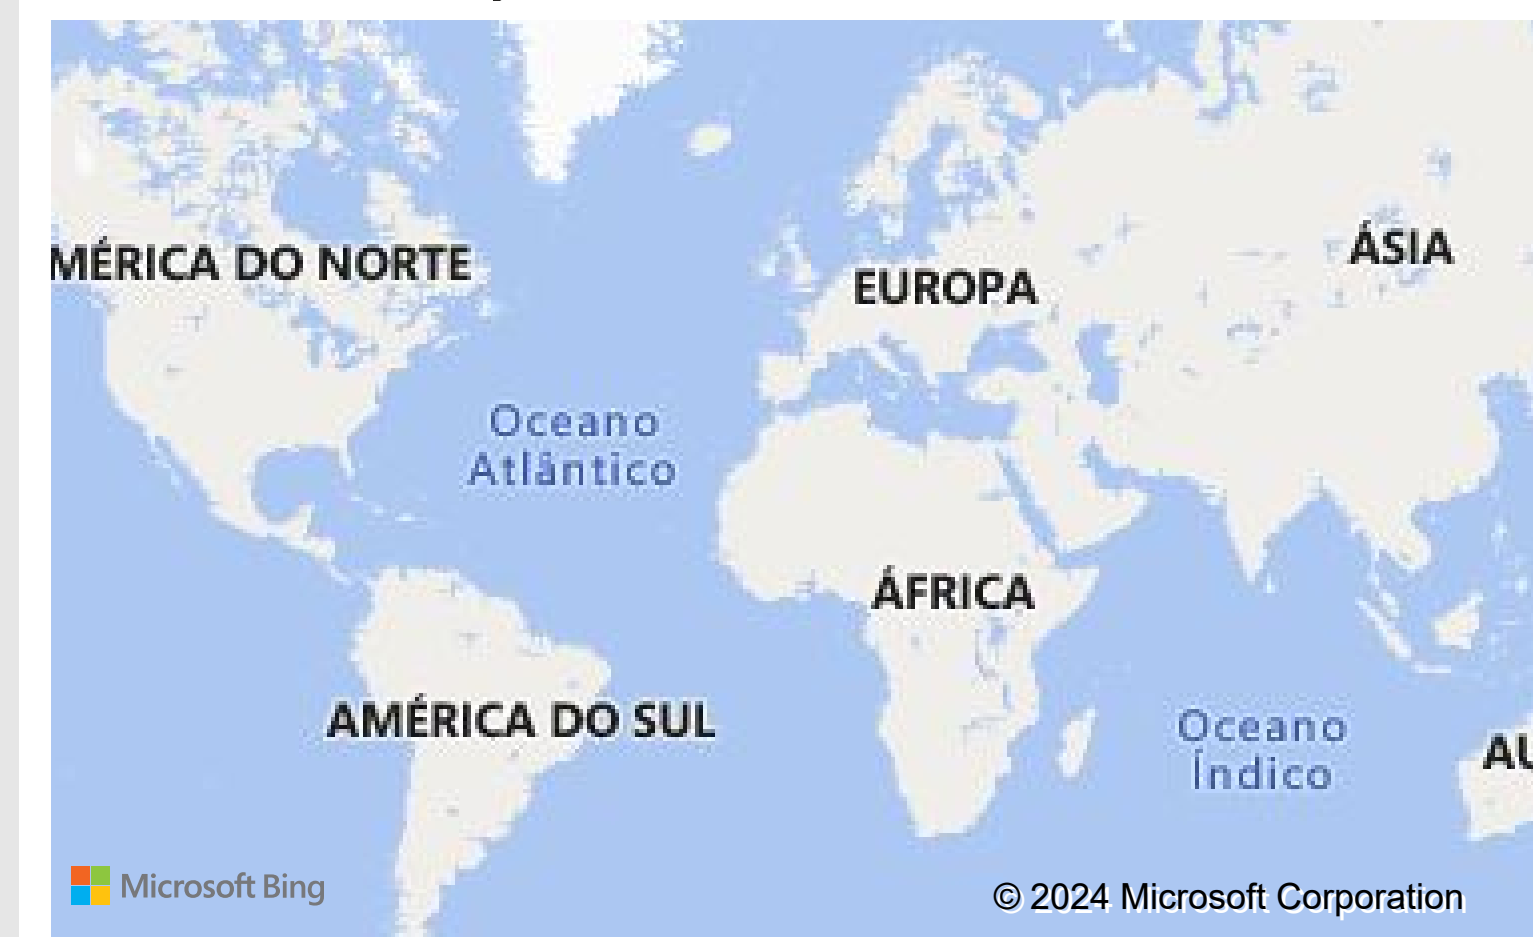 MÉRICA DO NORTE
ÁSIA
EUROPA
Oceano
Atlântico
ÁFRICA
AMÉRICA DO SUL
Oceano
Índico
AU
Microsoft Bing
© 2024 Microsoft Corporation